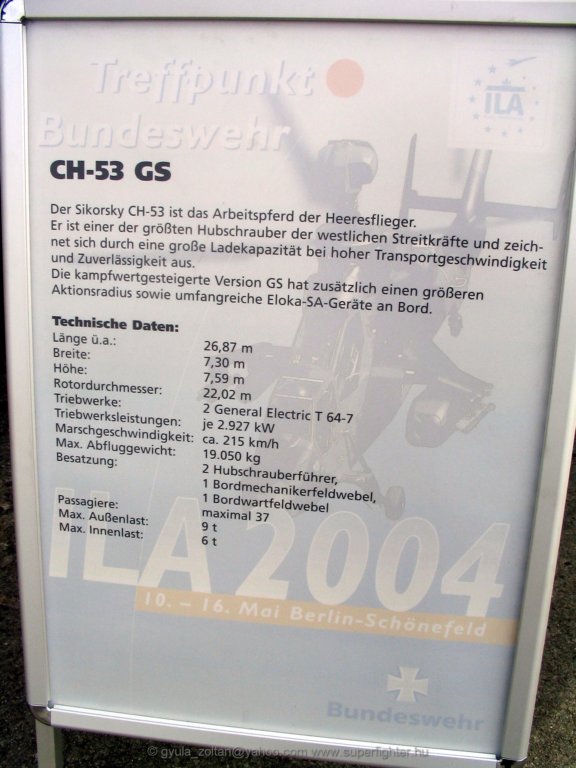 Treffpunkt
ILA
Bundeswehr
CH-53 GS
Der Sikorsky CH-53 ist das Arbeitspferd der Heeresflieger.
Er ist einer der größten Hubschrauber der westlichen Streitkräfte und zeich-
net sich durch eine große Ladekapazität bei hoher Transportgeschwindigkeit
und Zuverlässigkeit aus.
Die kampfwertgesteigerte Version GS hat zusätzlich einen größeren
Aktionsradius sowie umfangreiche Eloka-SA-Geräte an Bord.
Technische Daten:
Länge ü.a.: 26,87 m
Breite: 7,30 m
Höhe: 7,59 m
Rotordurchmesser: 22,02 m
Triebwerke: 2 General Electric T 64-7
Triebwerksleistungen: je 2.927 kW
Marschgeschwindigkeit: ca. 215 km/h
Max. Abfluggewicht: 19.050 kg
Besatzung: 2 Hubschrauberführer,
1 Bordmechanikerfeldwebel,
1 Bordwartfeldwebel
Passagiere: maximal 37
Max. Außenlast: 9 t
Max. Innenlast: 6 t
ILA 2004
10. – 16. Mai Berlin-Schönefeld
Bundeswehr
© gyula_zoltan@yahoo.com www.superfighter.hu